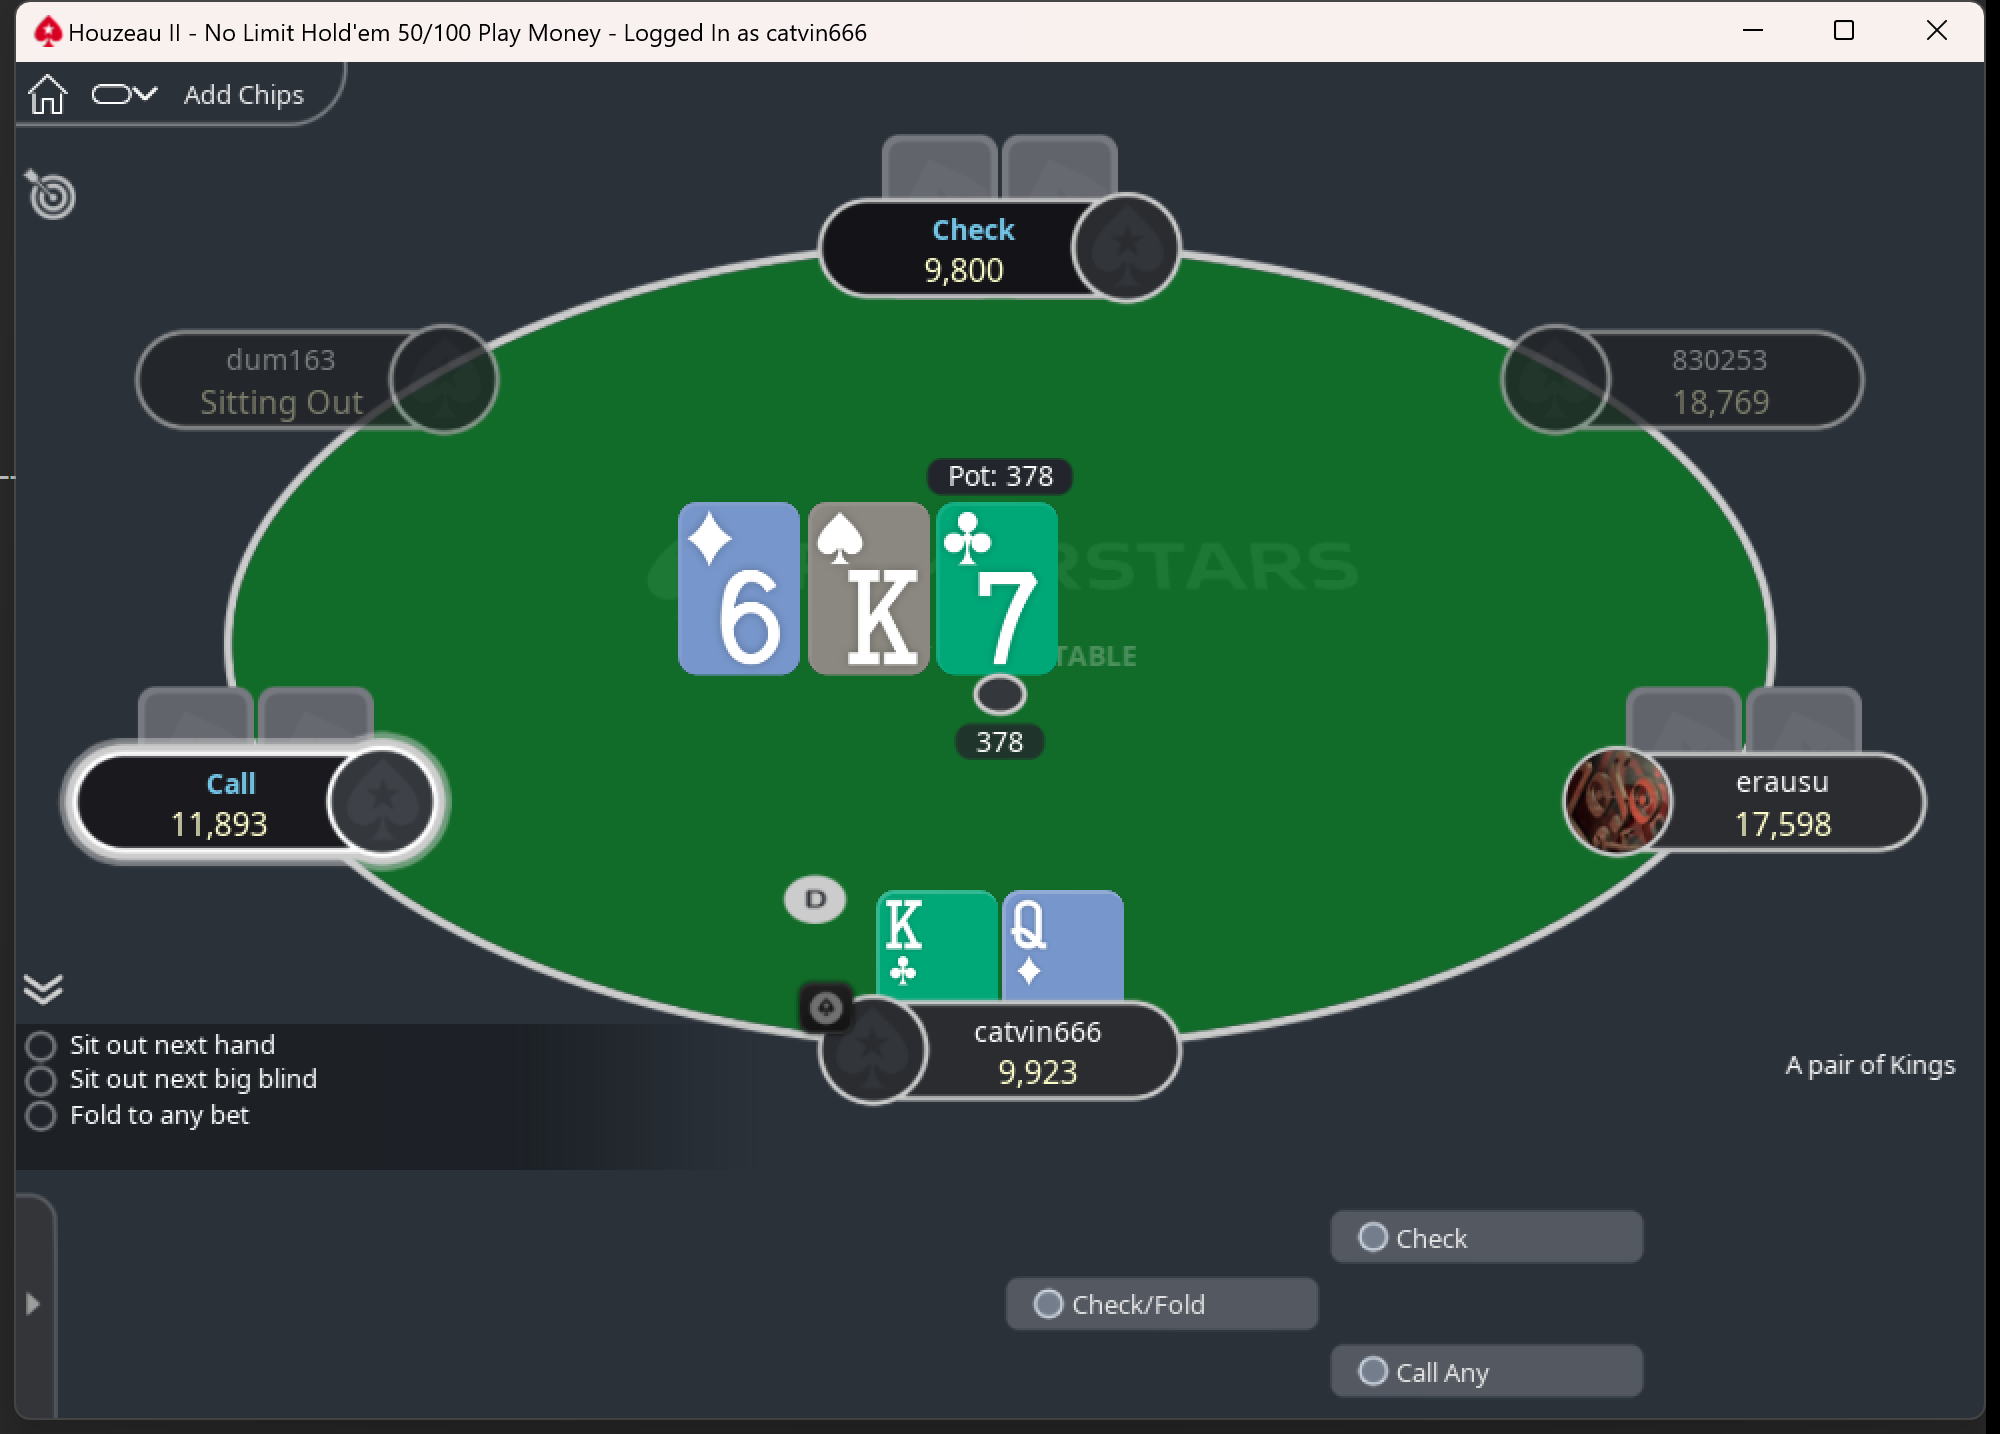 Houzeau II - No Limit Hold'em 50/100 Play Money - Logged In as catvin666
Add Chips
Check
9,800
dum163
Sitting Out
830253
18,769
Pot: 378
6 K 7
RSTARS
TABLE
378
Call
11,893
erausu
17,598
D
K Q
catvin666
9,923
Sit out next hand
Sit out next big blind
Fold to any bet
A pair of Kings
Check
Check/Fold
Call Any